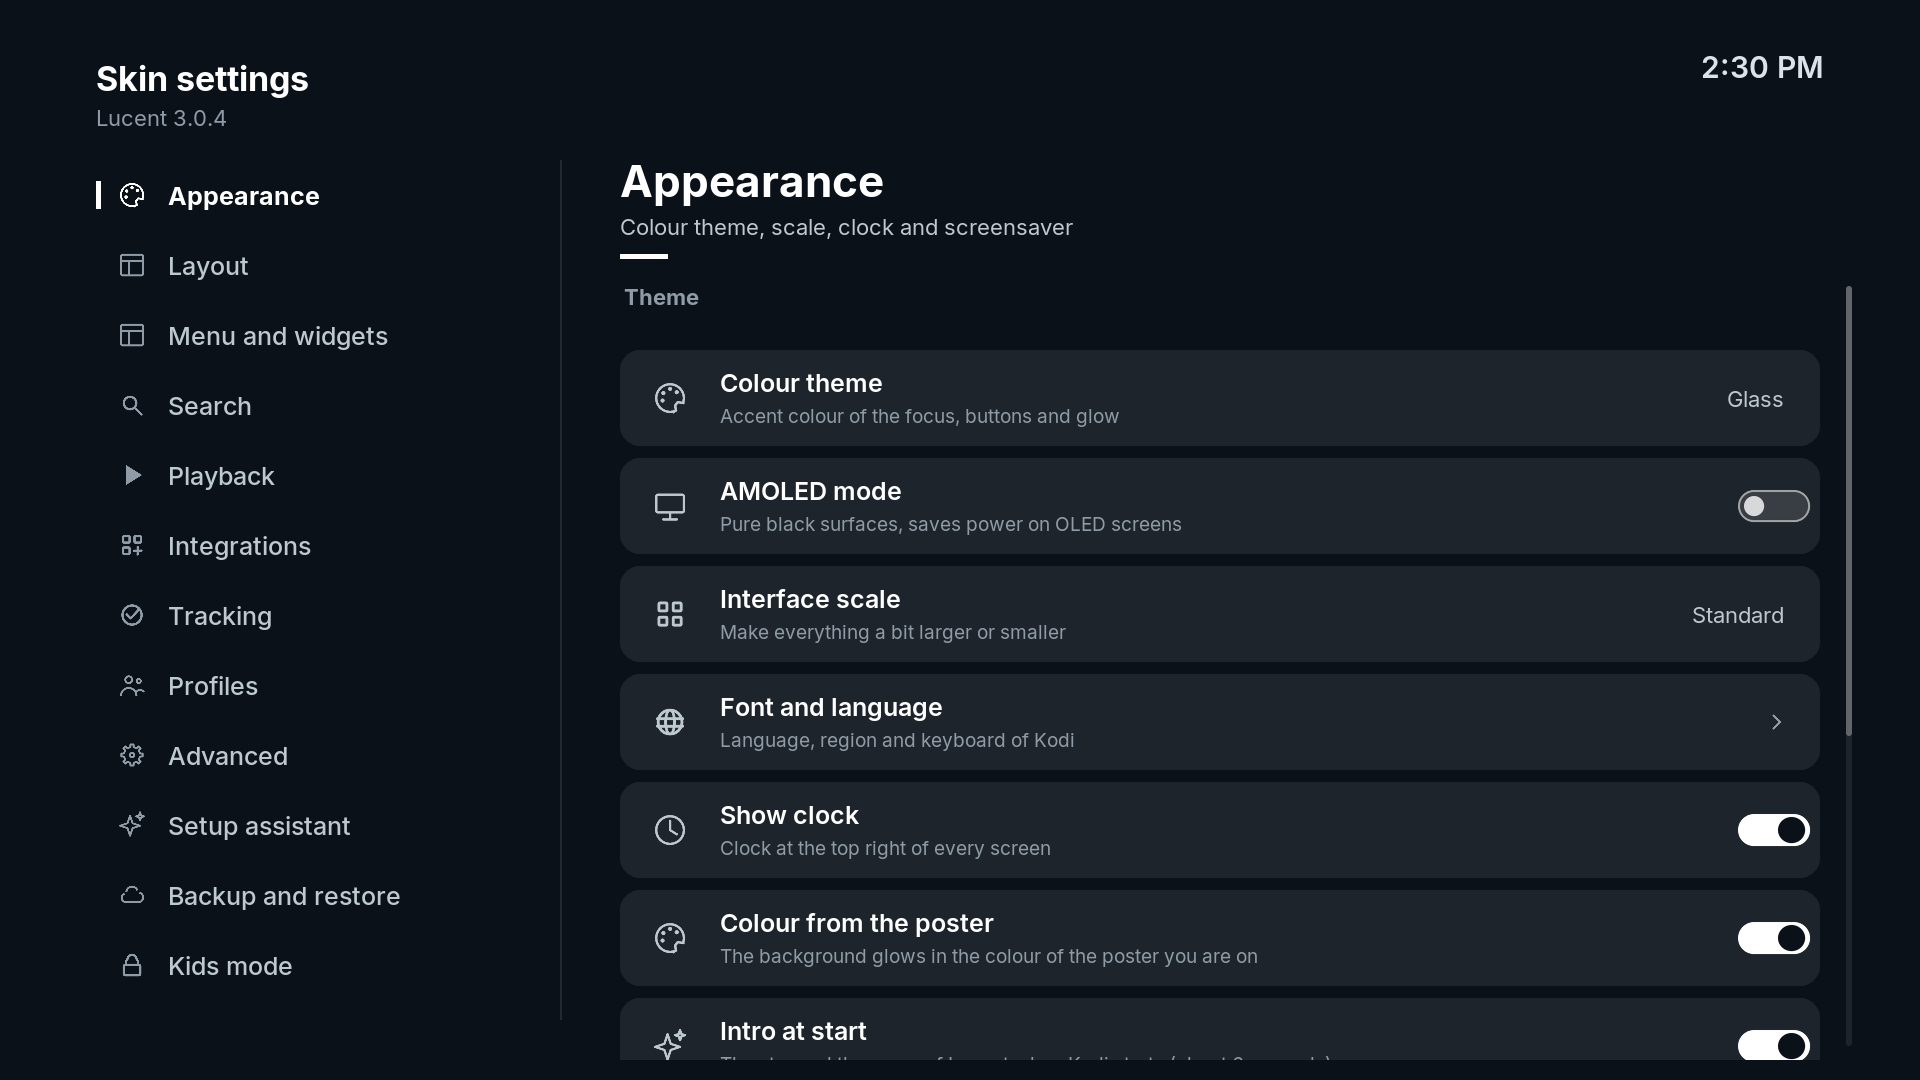 Skin settings
Lucent 3.0.4
2:30 PM
Appearance
Layout
Menu and widgets
Search
Playback
Integrations
Tracking
Profiles
Advanced
Setup assistant
Backup and restore
Kids mode
Appearance
Colour theme, scale, clock and screensaver
Theme
Colour theme
Accent colour of the focus, buttons and glow
Glass
AMOLED mode
Pure black surfaces, saves power on OLED screens
Interface scale
Make everything a bit larger or smaller
Standard
Font and language
Language, region and keyboard of Kodi
Show clock
Clock at the top right of every screen
Colour from the poster
The background glows in the colour of the poster you are on
Intro at start